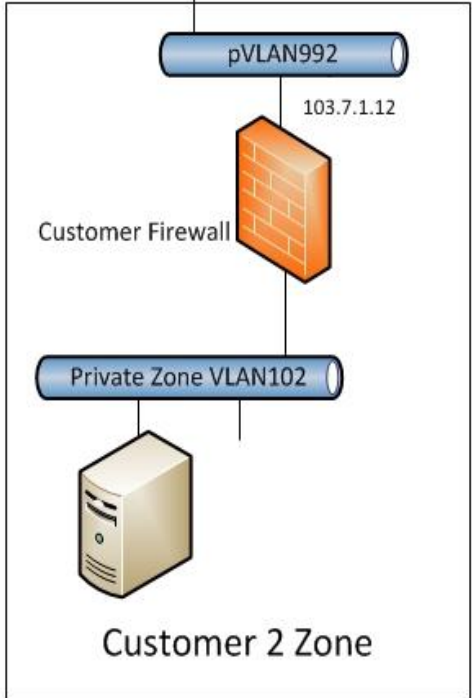 pVLAN992
103.7.1.12
Customer Firewall
Private Zone VLAN102
Customer 2 Zone